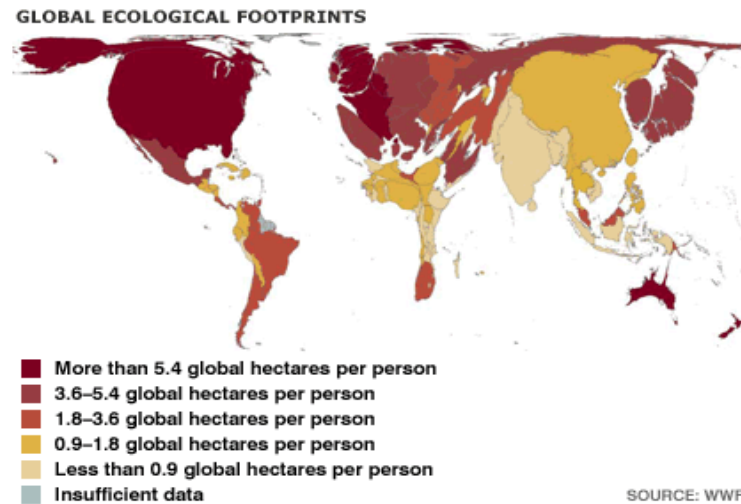 GLOBAL ECOLOGICAL FOOTPRINTS
More than 5.4 global hectares per person
3.6–5.4 global hectares per person
1.8–3.6 global hectares per person
0.9–1.8 global hectares per person
Less than 0.9 global hectares per person
Insufficient data
SOURCE: WWF